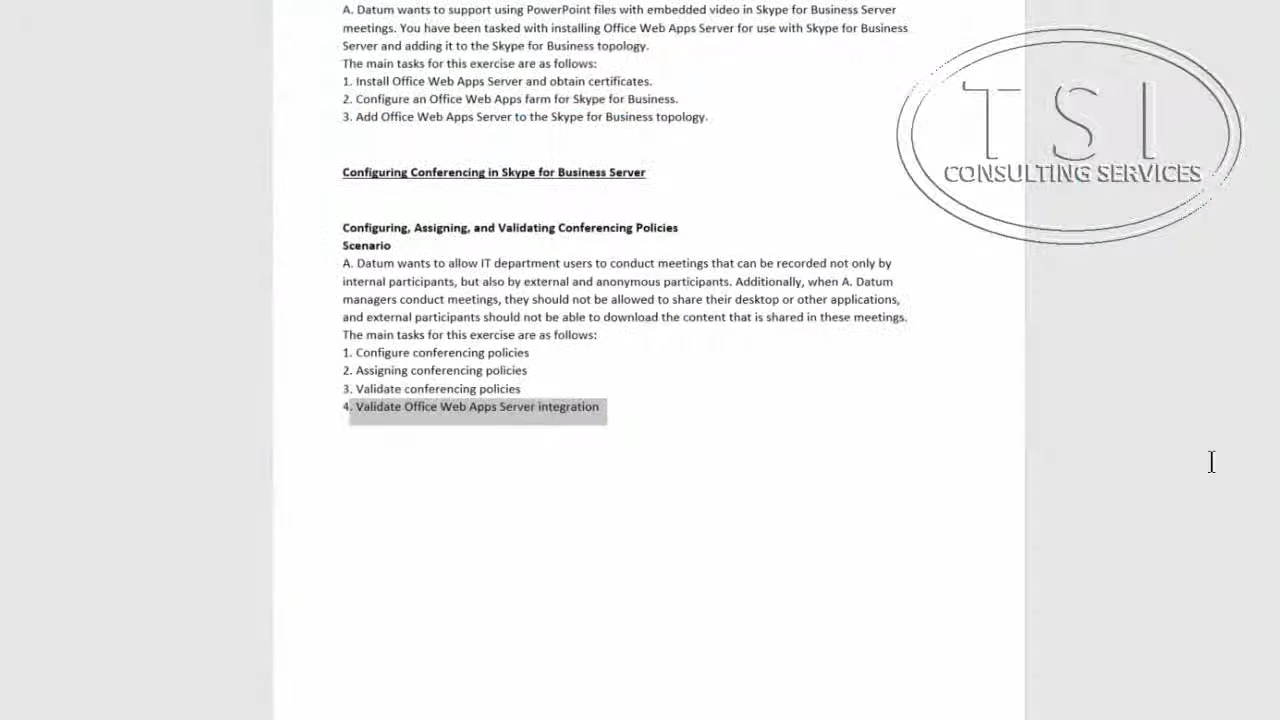 A. Datum wants to support using PowerPoint files with embedded video in Skype for Business Server
meetings. You have been tasked with installing Office Web Apps Server for use with Skype for Business
Server and adding it to the Skype for Business topology.
The main tasks for this exercise are as follows:
1. Install Office Web Apps Server and obtain certificates.
2. Configure an Office Web Apps farm for Skype for Business.
3. Add Office Web Apps Server to the Skype for Business topology.
T S I
CONSULTING SERVICES
Configuring Conferencing in Skype for Business Server
Configuring, Assigning, and Validating Conferencing Policies
Scenario
A. Datum wants to allow IT department users to conduct meetings that can be recorded not only by
internal participants, but also by external and anonymous participants. Additionally, when A. Datum
managers conduct meetings, they should not be allowed to share their desktop or other applications,
and external participants should not be able to download the content that is shared in these meetings.
The main tasks for this exercise are as follows:
1. Configure conferencing policies
2. Assigning conferencing policies
3. Validate conferencing policies
4. Validate Office Web Apps Server integration